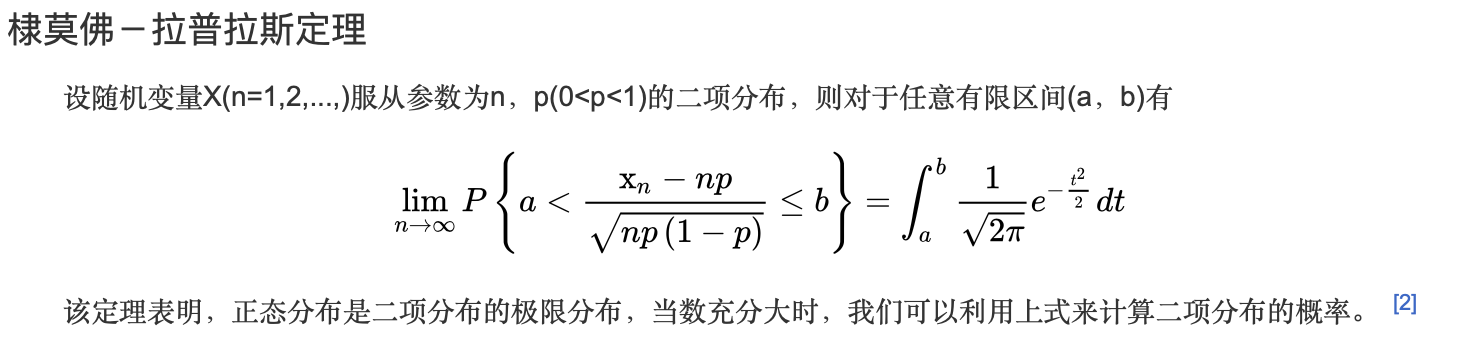 棣莫佛－拉普拉斯定理
设随机变量X(n=1,2,...,)服从参数为n，p(0<p<1)的二项分布，则对于任意有限区间(a，b)有
\lim_{n \to \infty} P\left\{ a < \frac{\mathrm{x}_n - np}{\sqrt{np(1-p)}} \leq b \right\} = \int_a^b \frac{1}{\sqrt{2\pi}} e^{-\frac{t^2}{2}} dt
该定理表明，正态分布是二项分布的极限分布，当数充分大时，我们可以利用上式来计算二项分布的概率。 [2]